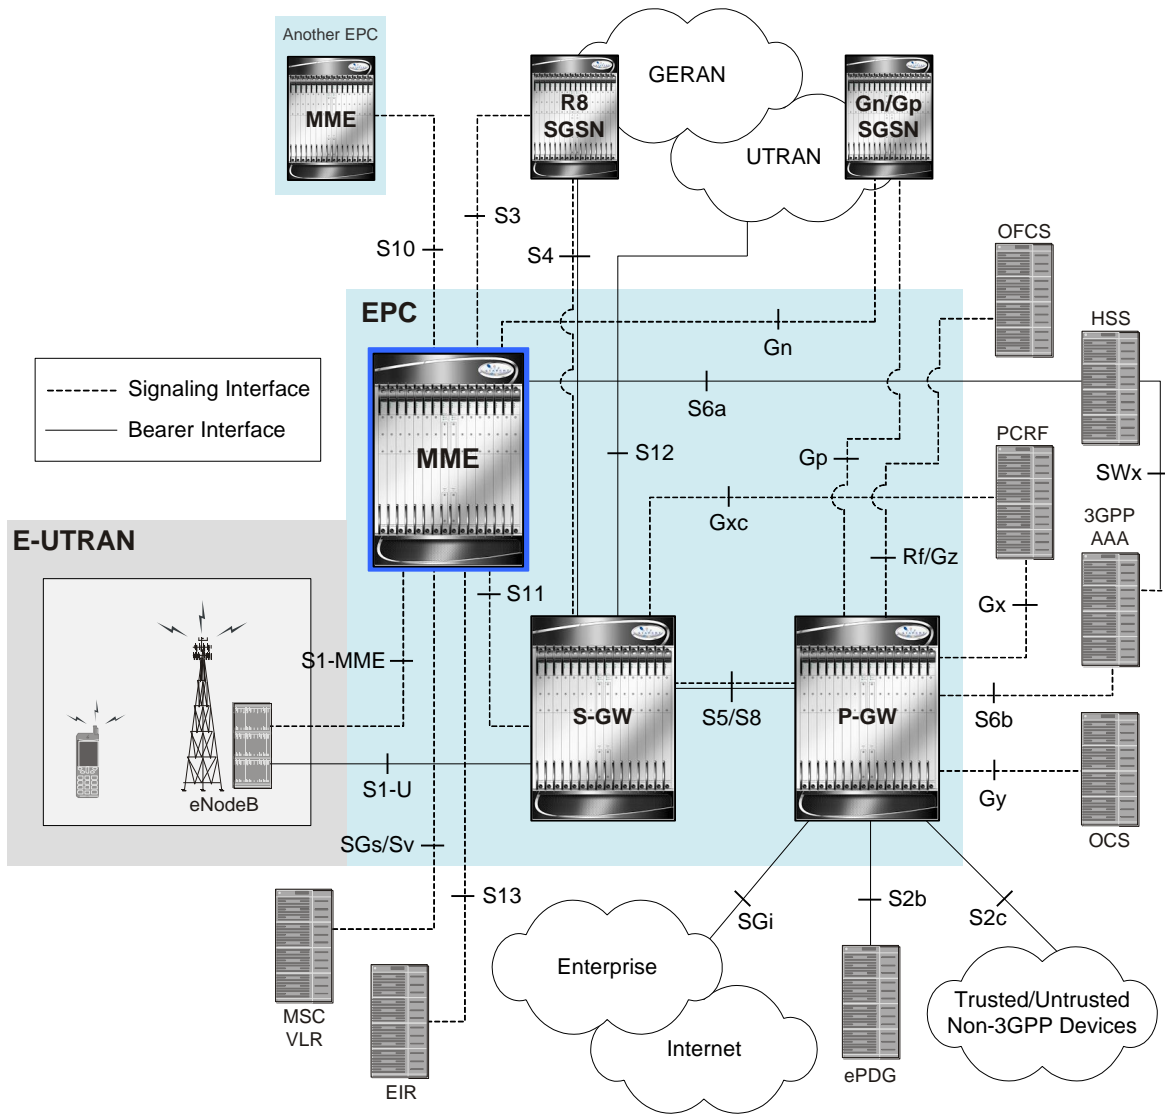 Another EPC
MME
R8
SGSN
GERAN
Gn/Gp
SGSN
UTRAN
S3
S10
S4
OFCS
EPC
HSS
Gn
Signaling Interface
Bearer Interface
S6a
PCRF
MME
S12
Gp
SWx
Gxc
3GPP
AAA
E-UTRAN
Rf/Gz
S11
Gx
S1-MME
S-GW
S5/S8
P-GW
S6b
S1-U
eNodeB
Gy
OCS
SGs/Sv
S13
SGi
S2b
S2c
Enterprise
MSC
VLR
Trusted/Untrusted
Non-3GPP Devices
Internet
EIR
ePDG